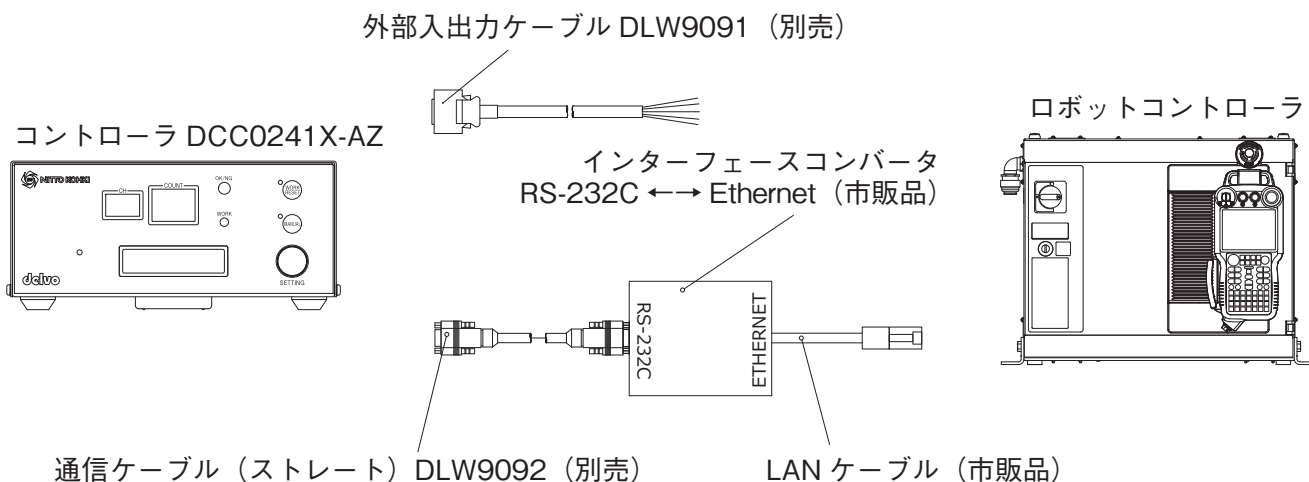 外部入出力ケーブル DLW9091（別売）
コントローラ DCC0241X-AZ
ロボットコントローラ
インターフェースコンバータ
RS-232C ←→ Ethernet（市販品）
NITTO KOHKI
CH
COUNT
OK/NG
WORK
RESET
WORK
MANUAL
delvo
SETTING
RS-232C
ETHERNET
通信ケーブル（ストレート）DLW9092（別売）
LAN ケーブル（市販品）